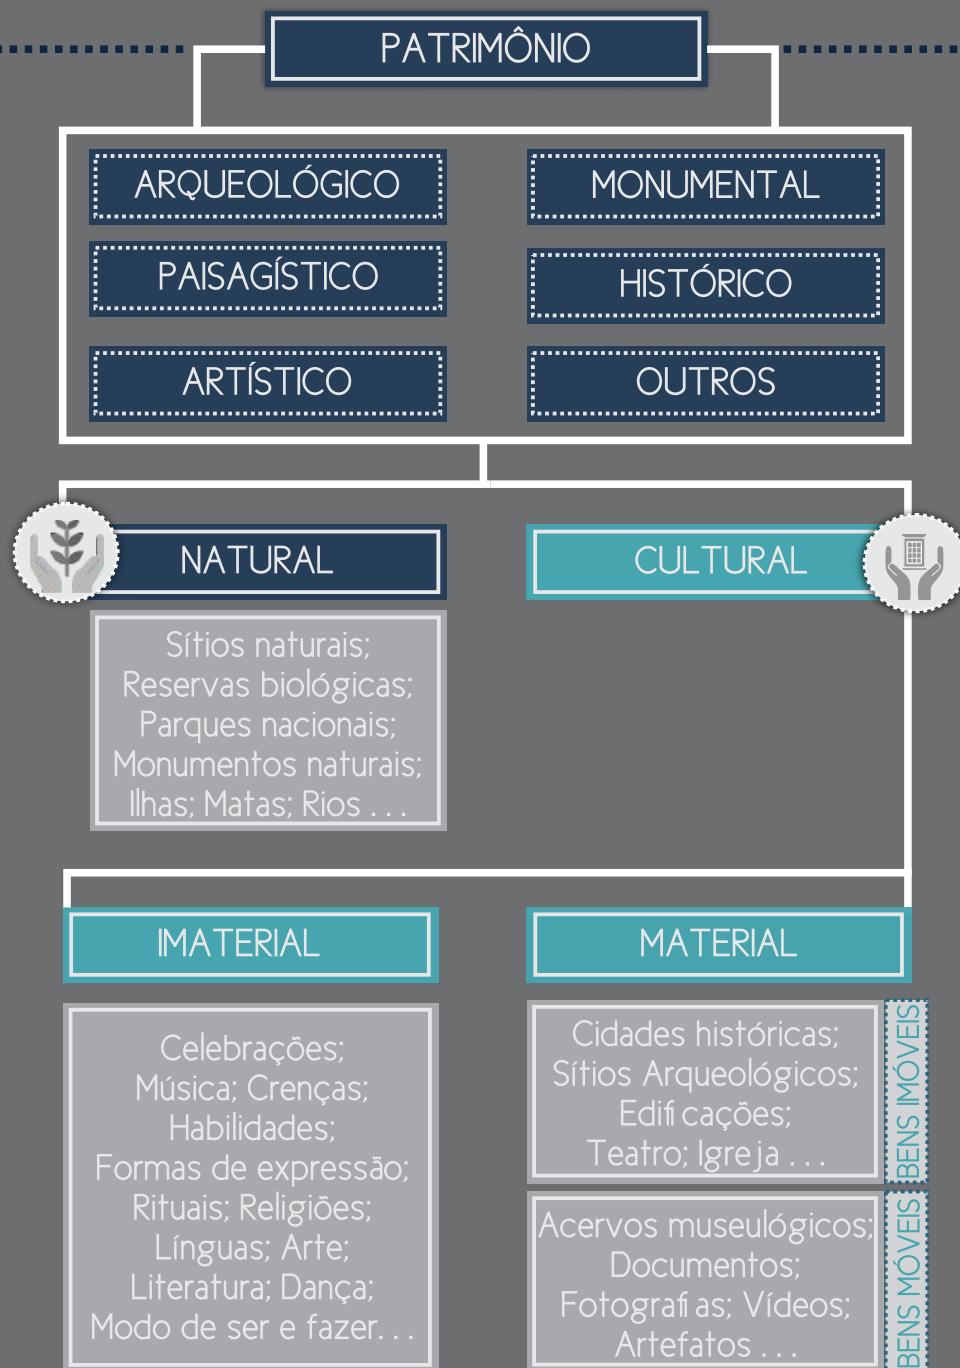 PATRIMÔNIO
ARQUEOLÓGICO
MONUMENTAL
PAISAGÍSTICO
HISTÓRICO
ARTÍSTICO
OUTROS
NATURAL
CULTURAL
Sítios naturais;
Reservas biológicas;
Parques nacionais;
Monumentos naturais;
Ilhas; Matas; Rios . . .
IMATERIAL
MATERIAL
Celebrações;
Música; Crenças;
Habilidades;
Formas de expressão;
Rituais; Religiões;
Línguas; Arte;
Literatura; Dança;
Modo de ser e fazer. . .
Cidades históricas;
Sítios Arqueológicos;
Edifi cações;
Teatro; Igreja . . .
BENS IMÓVEIS
Acervos museulógicos;
Documentos;
Fotografi as; Vídeos;
Artefatos . . .
BENS MÓVEIS